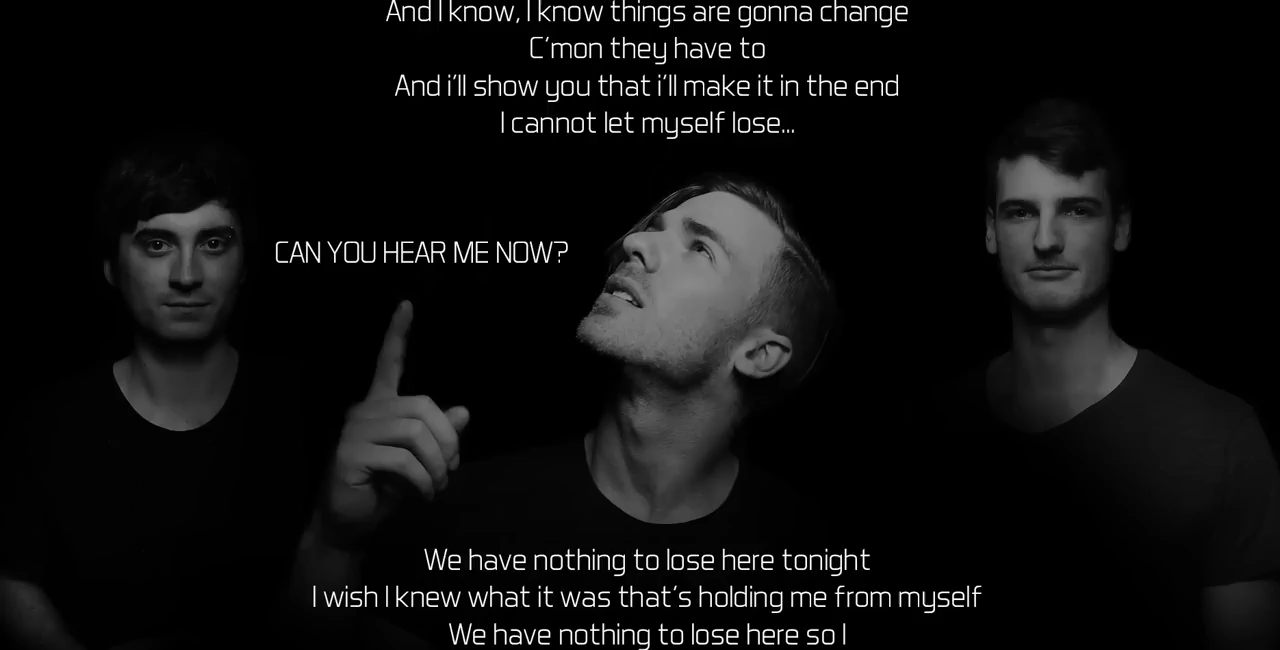 And I know, I know things are gonna change
C'mon they have to
And i'll show you that i'll make it in the end
I cannot let myself lose...
CAN YOU HEAR ME NOW?
We have nothing to lose here tonight
I wish I knew what it was that's holding me from myself
We have nothing to lose here so I